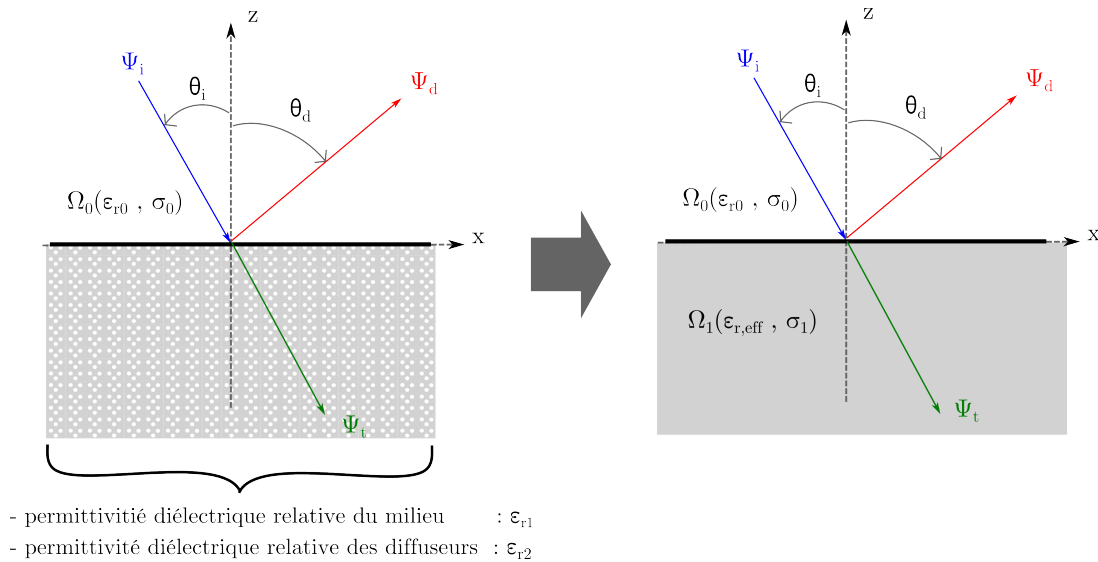 z
Ψi
θi
θd
Ψd
Ω0(εr0 , σ0)
x
Ψt
- permittivitié diélectrique relative du milieu : εr1
- permittivité diélectrique relative des diffuseurs : εr2
z
Ψi
θi
θd
Ψd
Ω0(εr0 , σ0)
x
Ω1(εr,eff , σ1)
Ψt